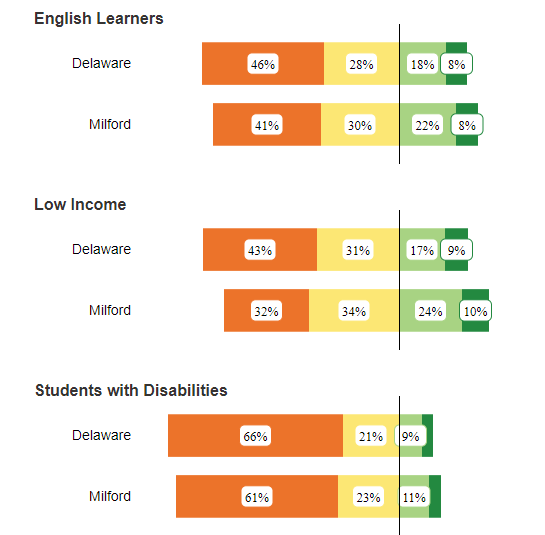 English Learners
Delaware 46% 28% 18% 8%
Milford 41% 30% 22% 8%
Low Income
Delaware 43% 31% 17% 9%
Milford 32% 34% 24% 10%
Students with Disabilities
Delaware 66% 21% 9%
Milford 61% 23% 11%